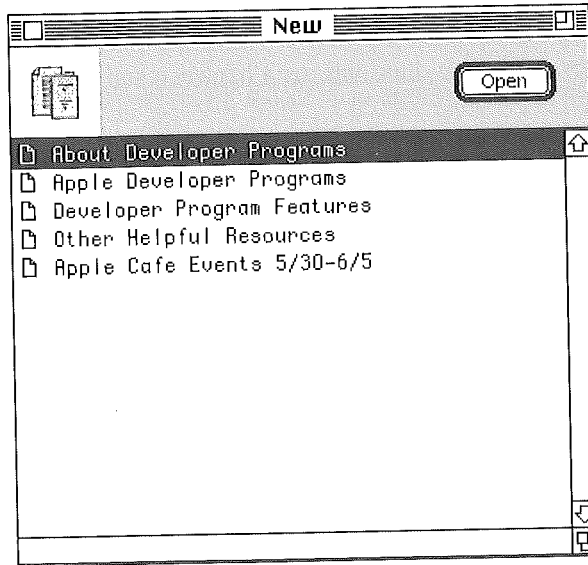 New
Open
About Developer Programs
Apple Developer Programs
Developer Program Features
Other Helpful Resources
Apple Cafe Events 5/30-6/5